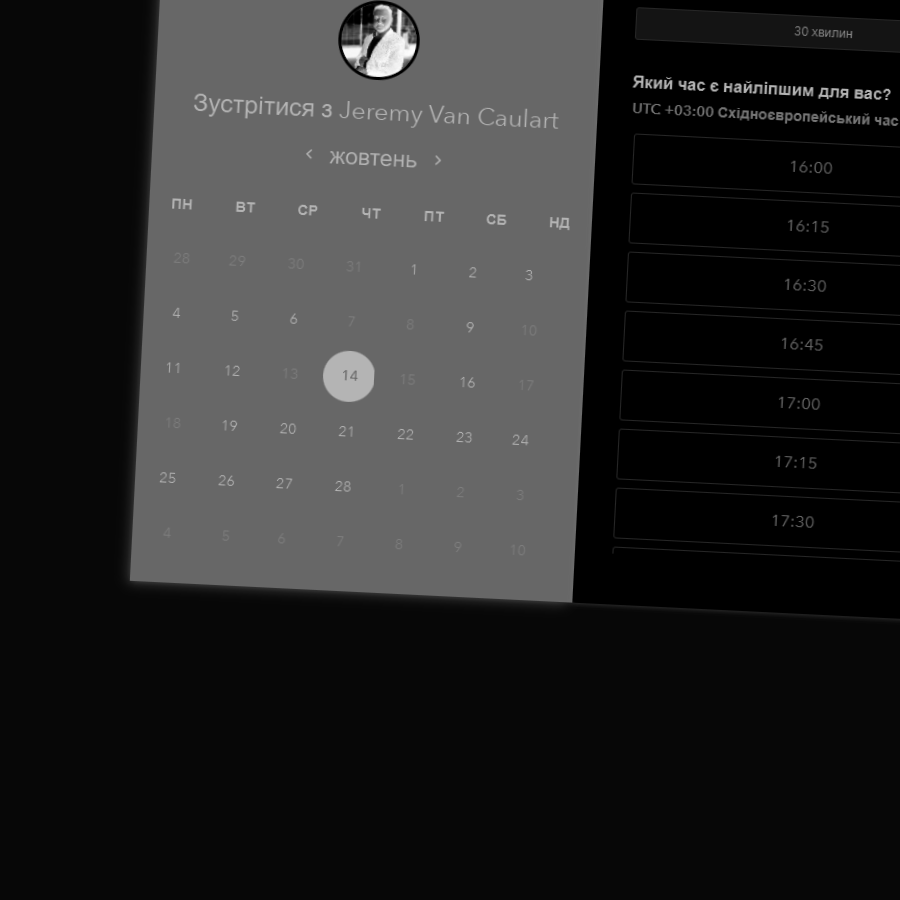 Зустрітися з Jeremy Van Caulart
жовтень
ПН ВТ СР ЧТ ПТ СБ НД
28 29 30 31 1 2 3
4 5 6 7 8 9 10
11 12 13 14 15 16 17
18 19 20 21 22 23 24
25 26 27 28 1 2 3
4 5 6 7 8 9 10
30 хвилин
Який час є найліпшим для вас?
UTC +03:00 Східноєвропейський час
16:00
16:15
16:30
16:45
17:00
17:15
17:30